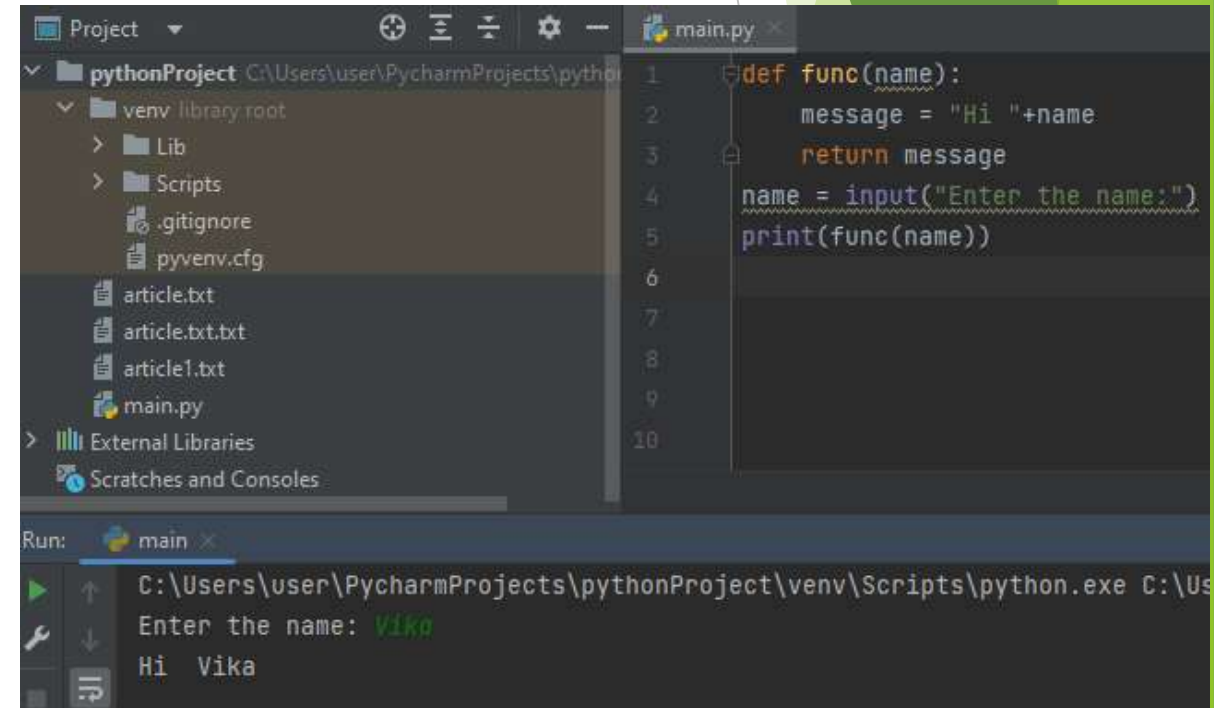 Project
pythonProject C:\Users\user\PycharmProjects\python
venv library root
Lib
Scripts
.gitignore
pyvenv.cfg
article.txt
article.txt.txt
article1.txt
main.py
External Libraries
Scratches and Consoles
main.py
1 def func(name):
2 message = "Hi "+name
3 return message
4 name = input("Enter the name:")
5 print(func(name))
6
7
8
9
10
Run: main
C:\Users\user\PycharmProjects\pythonProject\venv\Scripts\python.exe C:\Us
Enter the name: Vika
Hi  Vika